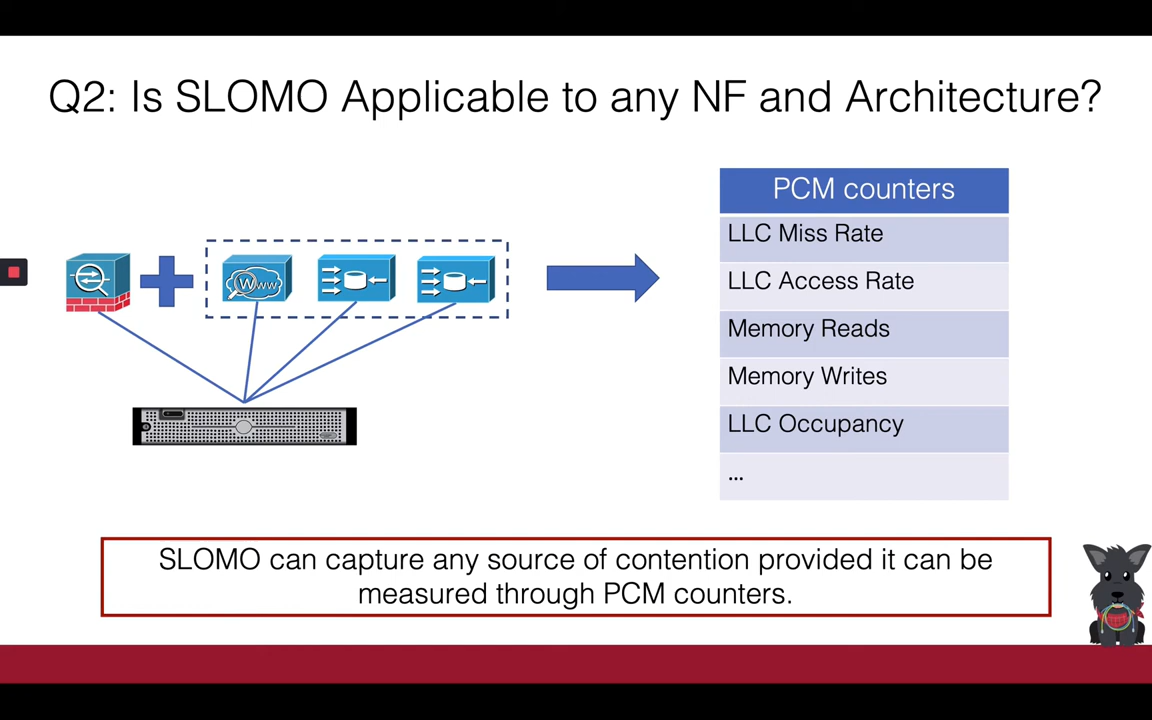 Q2: Is SLOMO Applicable to any NF and Architecture?
Www
PCM counters
LLC Miss Rate
LLC Access Rate
Memory Reads
Memory Writes
LLC Occupancy
...
SLOMO can capture any source of contention provided it can be
measured through PCM counters.